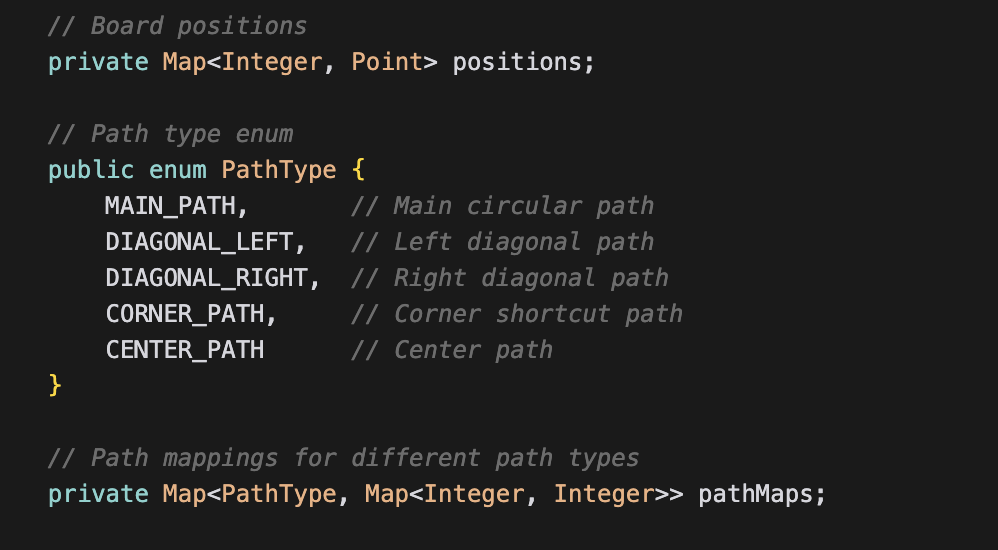 // Board positions
private Map<Integer, Point> positions;
// Path type enum
public enum PathType {
MAIN_PATH, // Main circular path
DIAGONAL_LEFT, // Left diagonal path
DIAGONAL_RIGHT, // Right diagonal path
CORNER_PATH, // Corner shortcut path
CENTER_PATH // Center path
}
// Path mappings for different path types
private Map<PathType, Map<Integer, Integer>> pathMaps;